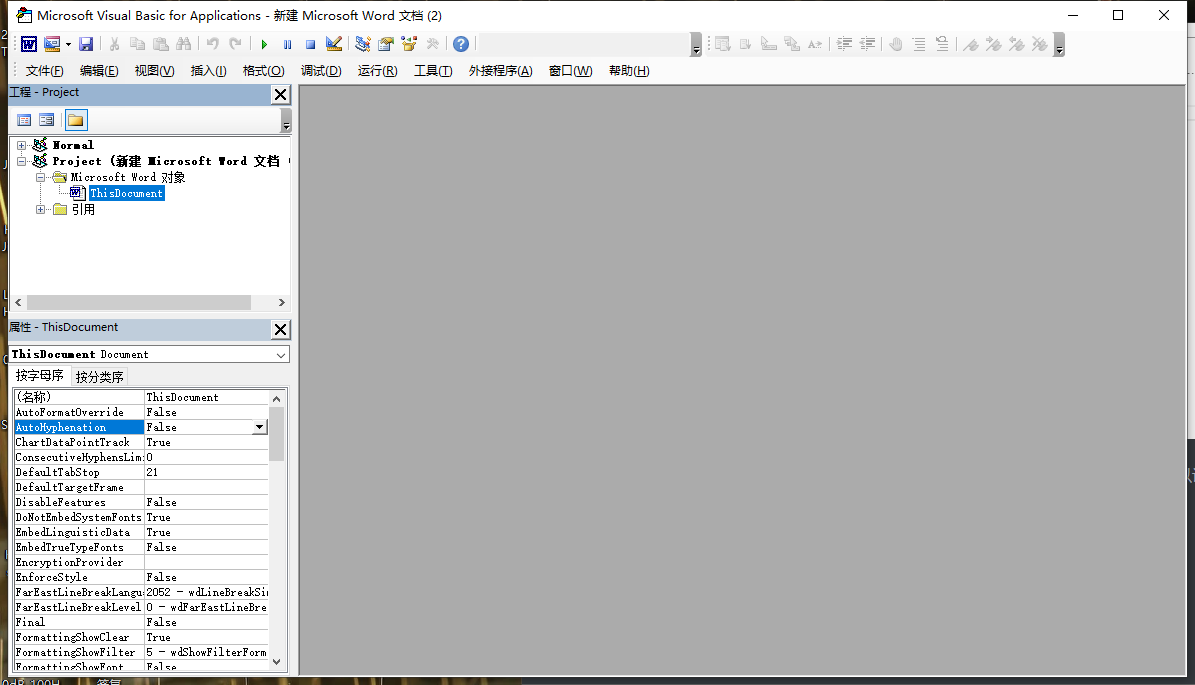 Microsoft Visual Basic for Applications - 新建 Microsoft Word 文档 (2)
文件(F) 编辑(E) 视图(V) 插入(I) 格式(O) 调试(D) 运行(R) 工具(T) 外接程序(A) 窗口(W) 帮助(H)
工程 - Project
Normal
Project (新建 Microsoft Word 文档
Microsoft Word 对象
ThisDocument
引用
属性 - ThisDocument
ThisDocument Document
按字母序 按分类序
(名称) ThisDocument
AutoFormatOverride False
AutoHyphenation False
ChartDataPointTrack True
ConsecutiveHyphensLim 0
DefaultTabStop 21
DefaultTargetFrame
DisableFeatures False
DoNotEmbedSystemFonts True
EmbedLinguisticData True
EmbedTrueTypeFonts False
EncryptionProvider
EnforceStyle False
FarEastLineBreakLangu 2052 - wdLineBreakSi
FarEastLineBreakLevel 0 - wdFarEastLineBre
Final False
FormattingShowClear True
FormattingShowFilter 5 - wdShowFilterForm
FormattingShowFont False